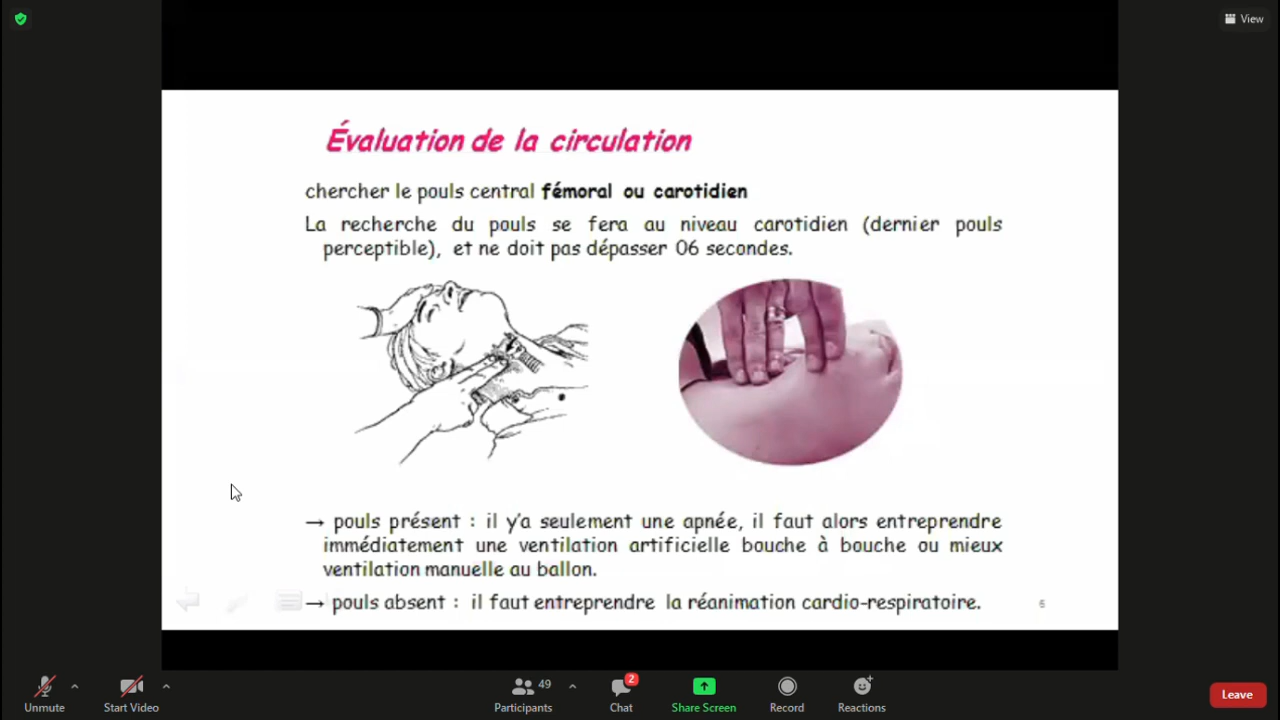 View
Évaluation de la circulation
chercher le pouls central fémoral ou carotidien
La recherche du pouls se fera au niveau carotidien (dernier pouls
perceptible), et ne doit pas dépasser 06 secondes.
→ pouls présent : il y'a seulement une apnée, il faut alors entreprendre
immédiatement une ventilation artificielle bouche à bouche ou mieux
ventilation manuelle au ballon.
→ pouls absent : il faut entreprendre la réanimation cardio-respiratoire.
Unmute
Start Video
49
Participants
2
Chat
Share Screen
Record
Reactions
Leave